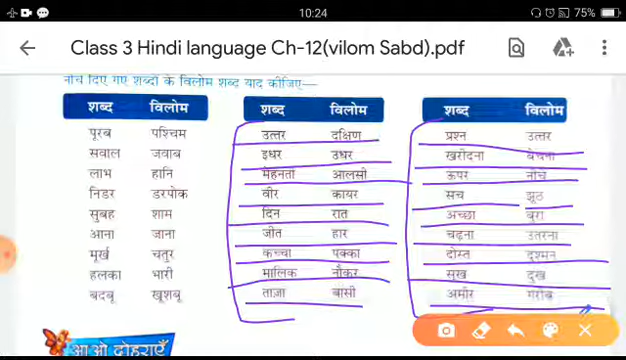 10:24
75%
Class 3 Hindi language Ch-12(vilom Sabd).pdf
नीचे दिए गए शब्दों के विलोम शब्द याद कीजिए—
शब्द विलोम
पूरब पश्चिम
सवाल जवाब
लाभ हानि
निडर डरपोक
सुबह शाम
आना जाना
मूर्ख चतुर
हलका भारी
बदबू खुशबू
शब्द विलोम
उत्तर दक्षिण
इधर उधर
मेहनती आलसी
वीर कायर
दिन रात
जीत हार
कच्चा पक्का
मालिक नौकर
ताज़ा बासी
शब्द विलोम
प्रश्न उत्तर
खरीदना बेचना
ऊपर नीचे
सच झूठ
अच्छा बुरा
चढ़ना उतरना
दोस्त दुश्मन
सुख दुख
अमीर गरीब
आओ दोहराएँ